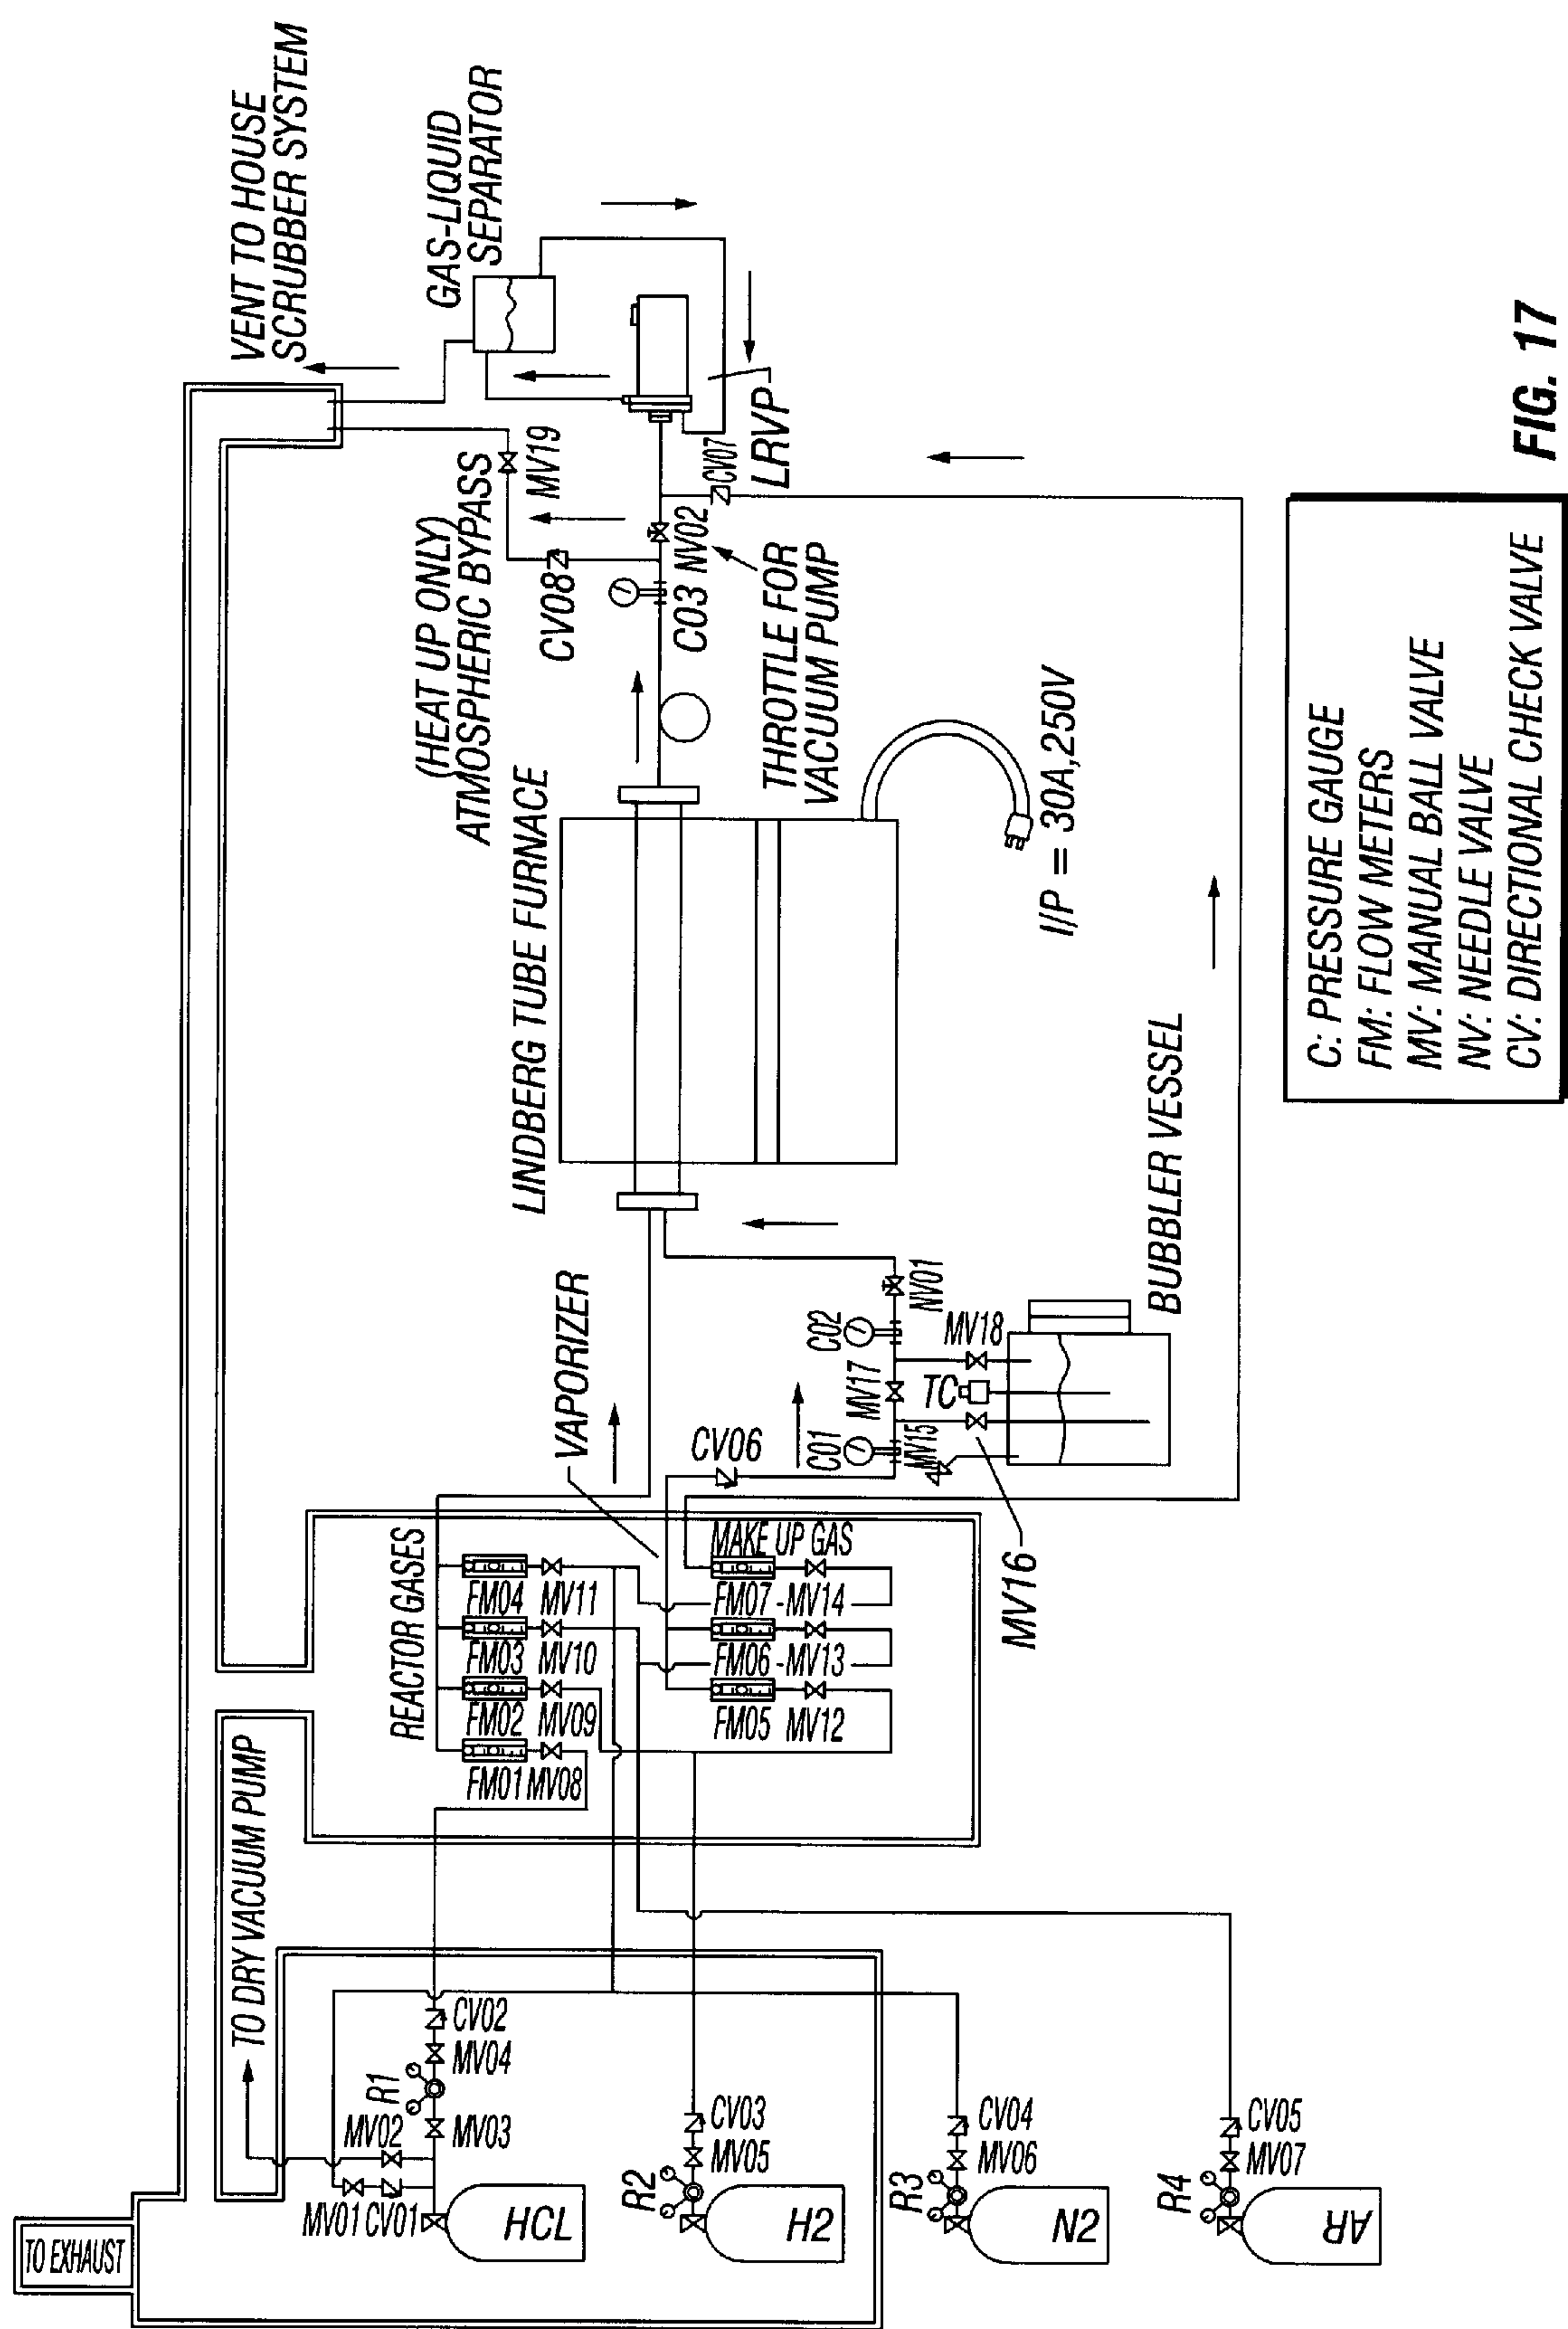 VENT TO HOUSE
SCRUBBER SYSTEM
GAS-LIQUID
SEPARATOR
(HEAT UP ONLY)
ATMOSPHERIC BYPASS
MV19
CV08
C03
NV02
CV07
LRVP
THROTTLE FOR
VACUUM PUMP
LINDBERG TUBE FURNACE
I/P = 30A,250V
VAPORIZER
CV06
C01
MV15
MV17
C02
NV01
TC
MV18
MV16
BUBBLER VESSEL
REACTOR GASES
FM04 MV11
FM03 MV10
FM02 MV09
FM01 MV08
MAKE UP GAS
FM07 -MV14
FM06 -MV13
FM05 MV12
TO DRY VACUUM PUMP
TO EXHAUST
MV01 CV01
MV02
MV03
R1
MV04
CV02
HCL
R2
MV05
CV03
H2
R3
MV06
CV04
N2
R4
MV07
CV05
AR
C: PRESSURE GAUGE
FM: FLOW METERS
MV: MANUAL BALL VALVE
NV: NEEDLE VALVE
CV: DIRECTIONAL CHECK VALVE
FIG. 17